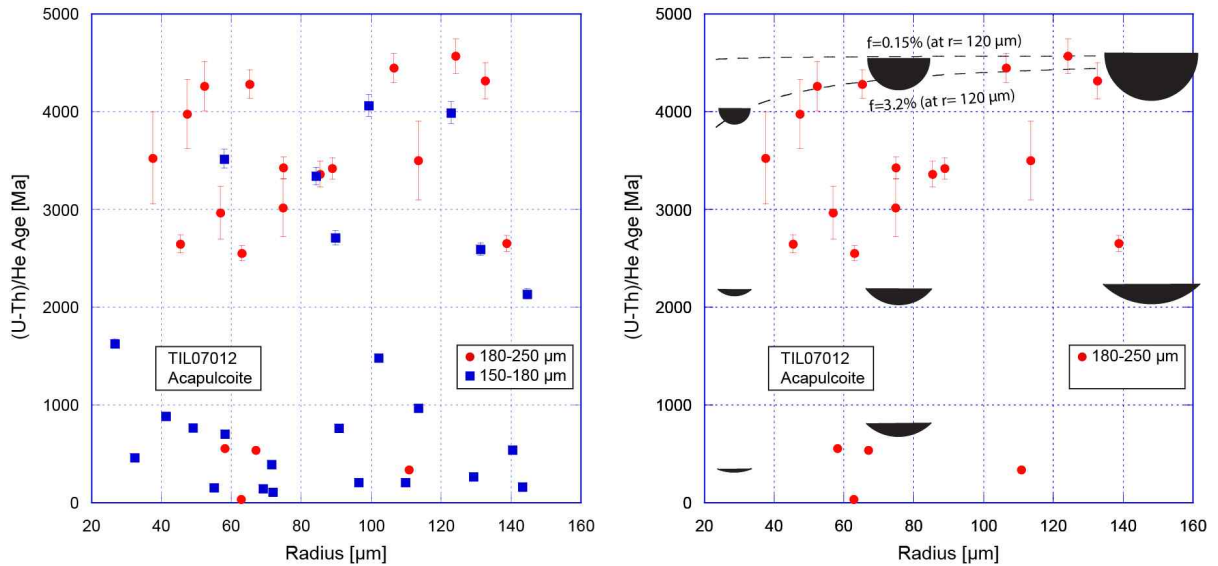 5000
4000
3000
2000
1000
0
(U-Th)/He Age [Ma]
TIL07012
Acapulcoite
180-250 µm
150-180 µm
20 40 60 80 100 120 140 160
Radius [µm]
5000
4000
3000
2000
1000
0
(U-Th)/He Age [Ma]
f=0.15% (at r= 120 µm)
f=3.2% (at r= 120 µm)
TIL07012
Acapulcoite
180-250 µm
20 40 60 80 100 120 140 160
Radius [µm]